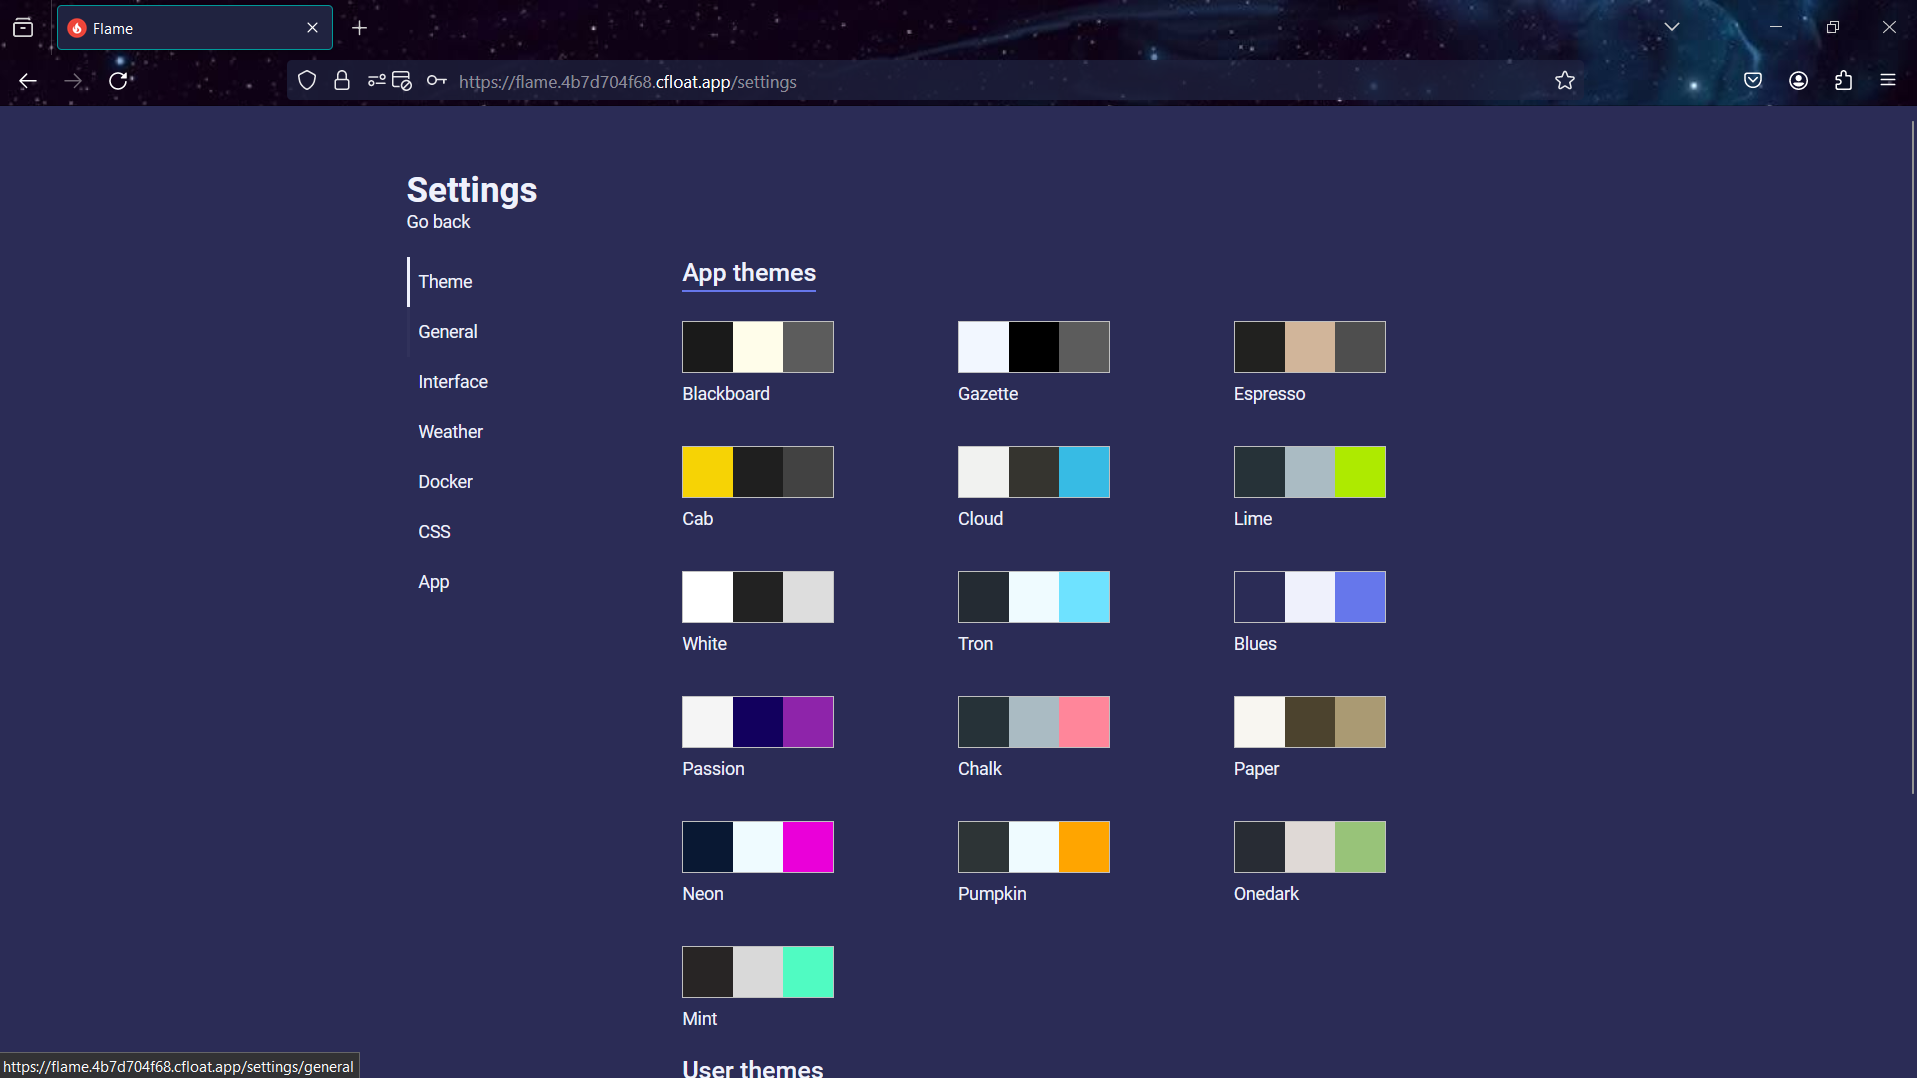 Flame
https://flame.4b7d704f68.cfloat.app/settings
Settings
Go back
Theme
General
Interface
Weather
Docker
CSS
App
App themes
Blackboard
Gazette
Espresso
Cab
Cloud
Lime
White
Tron
Blues
Passion
Chalk
Paper
Neon
Pumpkin
Onedark
Mint
User themes
https://flame.4b7d704f68.cfloat.app/settings/general